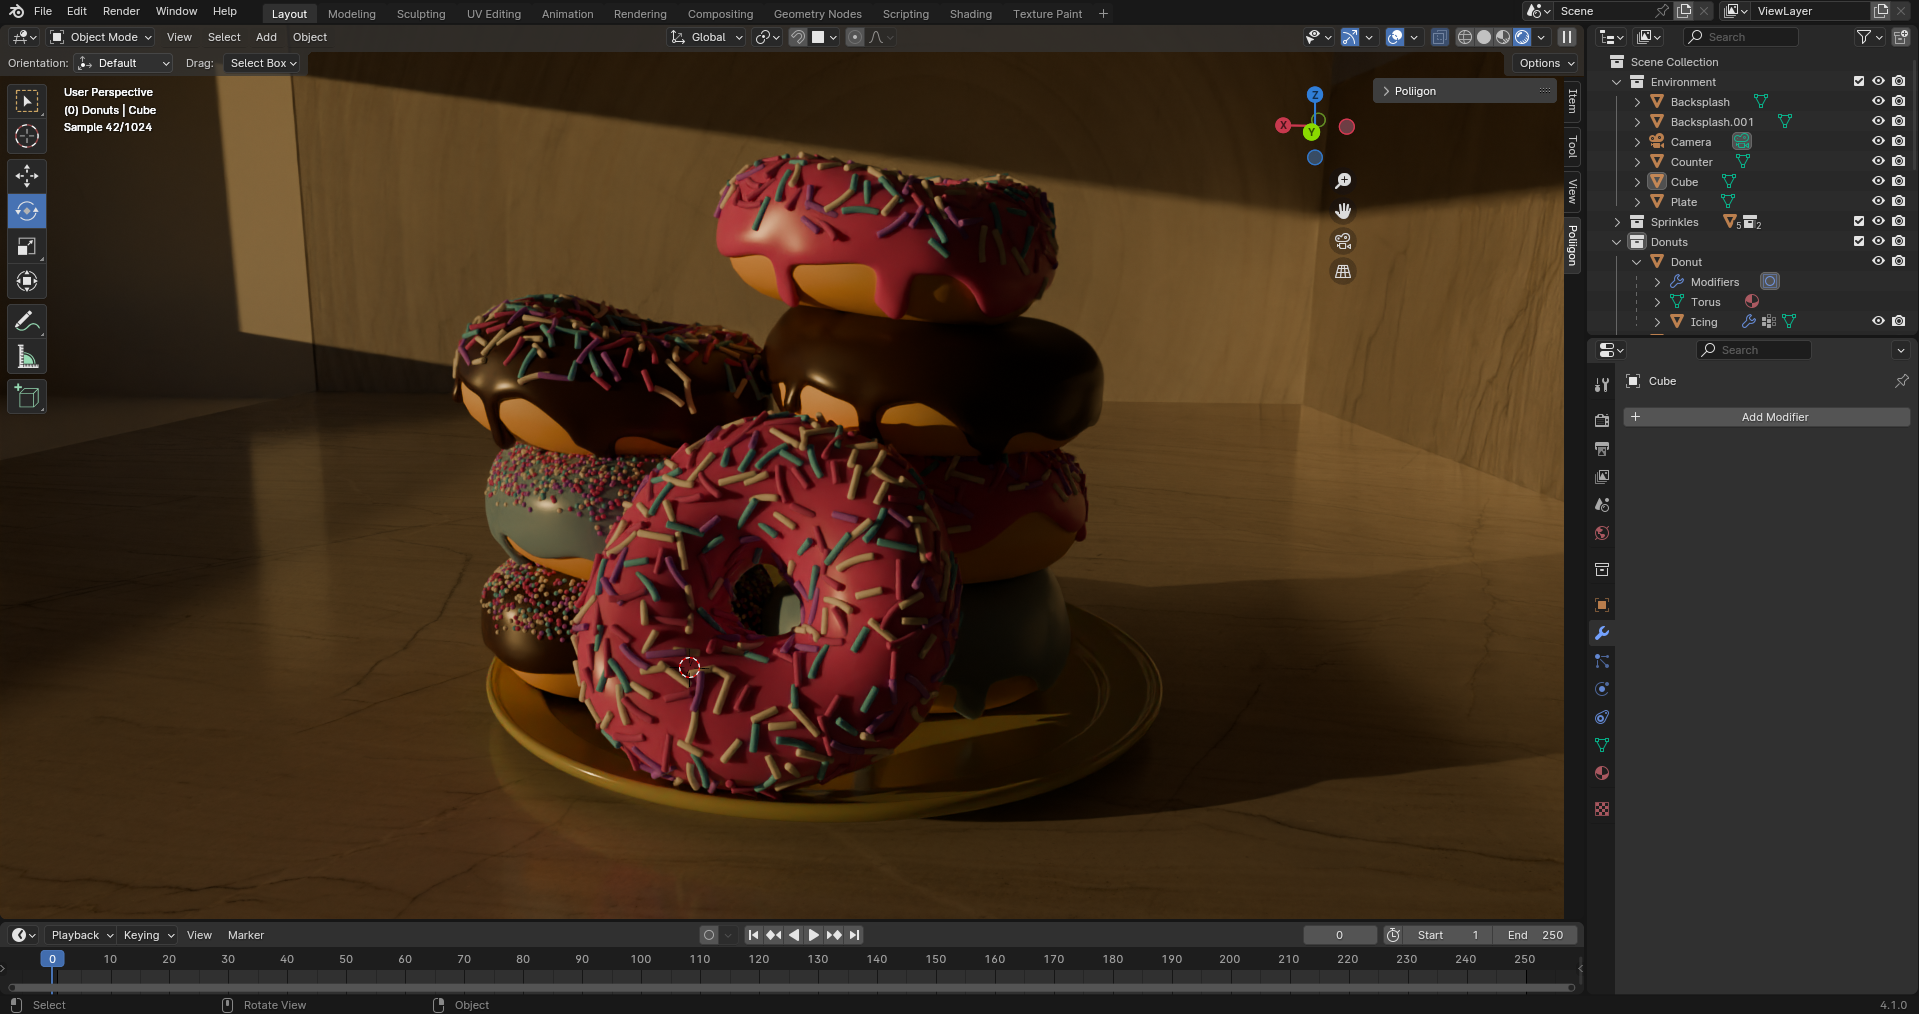 File Edit Render Window Help Layout Modeling Sculpting UV Editing Animation Rendering Compositing Geometry Nodes Scripting Shading Texture Paint + Scene ViewLayer
Object Mode View Select Add Object Global Search
Orientation: Default Drag: Select Box Options
User Perspective
(0) Donuts | Cube
Sample 42/1024
Z
X
Y
Poliigon
Item
Tool
View
Poliigon
Scene Collection
Environment
Backsplash
Backsplash.001
Camera
Counter
Cube
Plate
Sprinkles 5 2
Donuts
Donut
Modifiers
Torus
Icing
Search
Cube
+ Add Modifier
Playback Keying View Marker 0 Start 1 End 250
0 10 20 30 40 50 60 70 80 90 100 110 120 130 140 150 160 170 180 190 200 210 220 230 240 250
Select Rotate View Object 4.1.0